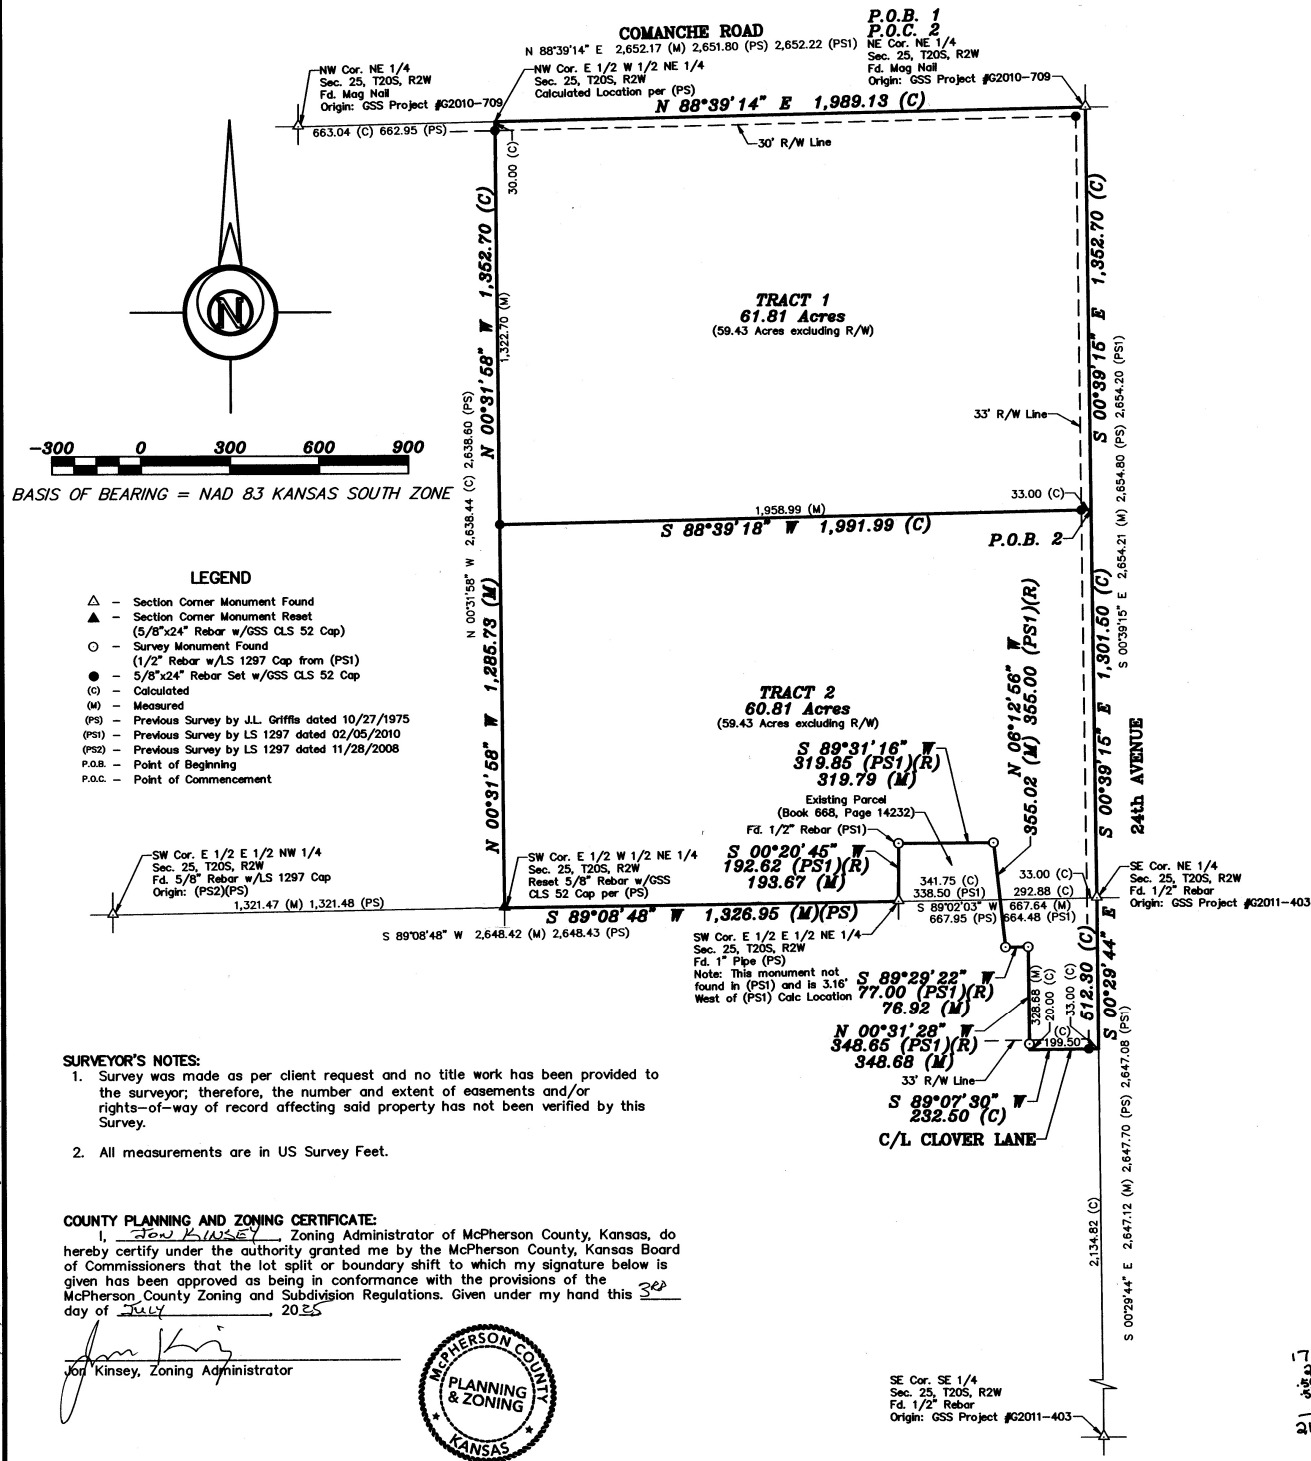 COMANCHE ROAD
N 88°39'14" E 2,652.17 (M) 2,651.80 (PS) 2,652.22 (PS1)
P.O.B. 1
P.O.C. 2
NE Cor. NE 1/4
Sec. 25, T20S, R2W
Fd. Mag Nail
Origin: GSS Project #G2010-709
NW Cor. NE 1/4
Sec. 25, T20S, R2W
Fd. Mag Nail
Origin: GSS Project #G2010-709
NW Cor. E 1/2 W 1/2 NE 1/4
Sec. 25, T20S, R2W
Calculated Location per (PS)
N 88°39'14" E 1,989.13 (C)
663.04 (C) 662.95 (PS)
30' R/W Line
30.00 (C)
N 00°31'58" W 1,352.70 (C)
1,322.70 (M)
N
TRACT 1
61.81 Acres
(59.43 Acres excluding R/W)
S 00°39'15" E 1,352.70 (C)
S 00°39'15" E 2,654.21 (M) 2,654.80 (PS) 2,654.20 (PS1)
33' R/W Line
-300 0 300 600 900
BASIS OF BEARING = NAD 83 KANSAS SOUTH ZONE
N 00°31'58" W 2,638.44 (C) 2,638.60 (PS)
33.00 (C)
1,958.99 (M)
S 88°39'18" W 1,991.99 (C)
P.O.B. 2
LEGEND
△ – Section Corner Monument Found
▲ – Section Corner Monument Reset
(5/8"x24" Rebar w/GSS CLS 52 Cap)
⊙ – Survey Monument Found
(1/2" Rebar w/LS 1297 Cap from (PS1)
● – 5/8"x24" Rebar Set w/GSS CLS 52 Cap
(C) – Calculated
(M) – Measured
(PS) – Previous Survey by J.L. Griffis dated 10/27/1975
(PS1) – Previous Survey by LS 1297 dated 02/05/2010
(PS2) – Previous Survey by LS 1297 dated 11/28/2008
P.O.B. – Point of Beginning
P.O.C. – Point of Commencement
N 00°31'58" W 1,285.73 (M)
TRACT 2
60.81 Acres
(59.43 Acres excluding R/W)
S 89°31'16" W
319.85 (PS1)(R)
319.79 (M)
N 06°12'56" W
355.02 (M) 355.00 (PS1)(R)
S 00°39'15" E 1,301.50 (C)
24th AVENUE
Existing Parcel
(Book 668, Page 14232)
Fd. 1/2" Rebar (PS1)
S 00°20'45" W
192.62 (PS1)(R)
193.67 (M)
341.75 (C)
338.50 (PS1)
33.00 (C)
292.88 (C)
S 89°02'03" W 667.64 (M)
667.95 (PS) 664.48 (PS1)
SE Cor. NE 1/4
Sec. 25, T20S, R2W
Fd. 1/2" Rebar
Origin: GSS Project #G2011-403
SW Cor. E 1/2 E 1/2 NW 1/4
Sec. 25, T20S, R2W
Fd. 5/8" Rebar w/LS 1297 Cap
Origin: (PS2)(PS)
1,321.47 (M) 1,321.48 (PS)
SW Cor. E 1/2 W 1/2 NE 1/4
Sec. 25, T20S, R2W
Reset 5/8" Rebar w/GSS
CLS 52 Cap per (PS)
S 89°08'48" W 1,326.95 (M)(PS)
S 89°08'48" W 2,648.42 (M) 2,648.43 (PS)
SW Cor. E 1/2 E 1/2 NE 1/4
Sec. 25, T20S, R2W
Fd. 1" Pipe (PS)
Note: This monument not
found in (PS1) and is 3.16'
West of (PS1) Calc Location
S 89°29'22" W
77.00 (PS1)(R)
76.92 (M)
N 00°31'28" W
348.65 (PS1)(R)
348.68 (M)
328.68 (M)
20.00 (C)
33.00 (C)
(C)
199.50
512.30 (C)
S 00°29'44" E
33' R/W Line
S 89°07'30" W
232.50 (C)
C/L CLOVER LANE
2,134.82 (C)
S 00°29'44" E 2,647.12 (M) 2,647.70 (PS) 2,647.08 (PS1)
SURVEYOR'S NOTES:
1. Survey was made as per client request and no title work has been provided to
the surveyor; therefore, the number and extent of easements and/or
rights-of-way of record affecting said property has not been verified by this
Survey.
2. All measurements are in US Survey Feet.
COUNTY PLANNING AND ZONING CERTIFICATE:
I, JON KINSEY, Zoning Administrator of McPherson County, Kansas, do
hereby certify under the authority granted me by the McPherson County, Kansas Board
of Commissioners that the lot split or boundary shift to which my signature below is
given has been approved as being in conformance with the provisions of the
McPherson County Zoning and Subdivision Regulations. Given under my hand this 3RD
day of JULY, 2025
Jon Kinsey, Zoning Administrator
McPHERSON COUNTY
PLANNING
& ZONING
KANSAS
SE Cor. SE 1/4
Sec. 25, T20S, R2W
Fd. 1/2" Rebar
Origin: GSS Project #G2011-403
17
21